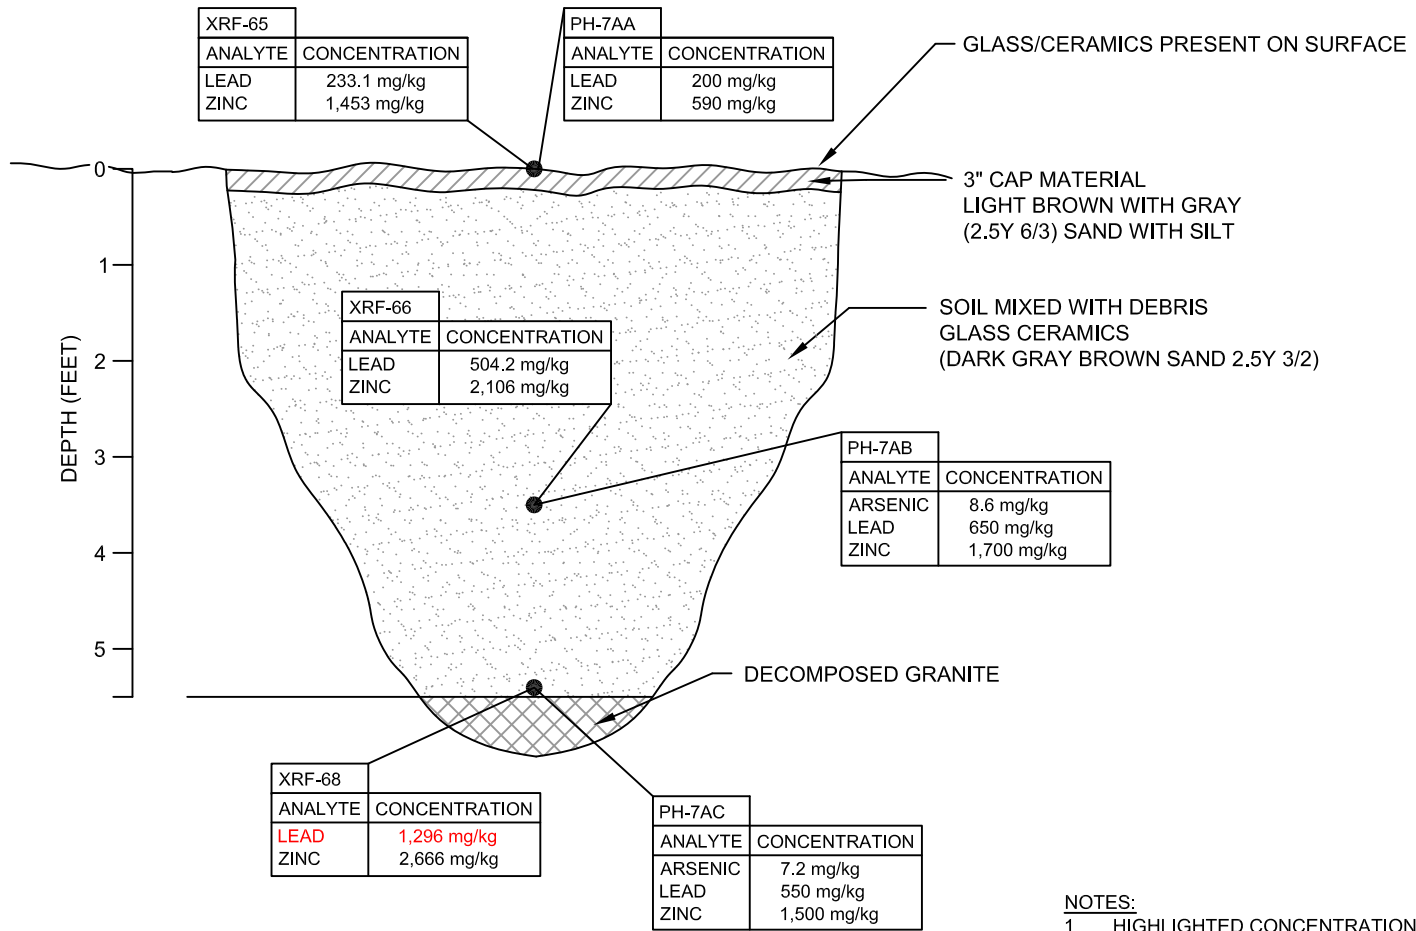 XRF-65
ANALYTE CONCENTRATION
LEAD 233.1 mg/kg
ZINC 1,453 mg/kg
PH-7AA
ANALYTE CONCENTRATION
LEAD 200 mg/kg
ZINC 590 mg/kg
GLASS/CERAMICS PRESENT ON SURFACE
3" CAP MATERIAL
LIGHT BROWN WITH GRAY
(2.5Y 6/3) SAND WITH SILT
SOIL MIXED WITH DEBRIS
GLASS CERAMICS
(DARK GRAY BROWN SAND 2.5Y 3/2)
DEPTH (FEET)
0
1
2
3
4
5
XRF-66
ANALYTE CONCENTRATION
LEAD 504.2 mg/kg
ZINC 2,106 mg/kg
PH-7AB
ANALYTE CONCENTRATION
ARSENIC 8.6 mg/kg
LEAD 650 mg/kg
ZINC 1,700 mg/kg
DECOMPOSED GRANITE
XRF-68
ANALYTE CONCENTRATION
LEAD 1,296 mg/kg
ZINC 2,666 mg/kg
PH-7AC
ANALYTE CONCENTRATION
ARSENIC 7.2 mg/kg
LEAD 550 mg/kg
ZINC 1,500 mg/kg
NOTES:
1 HIGHLIGHTED CONCENTRATION